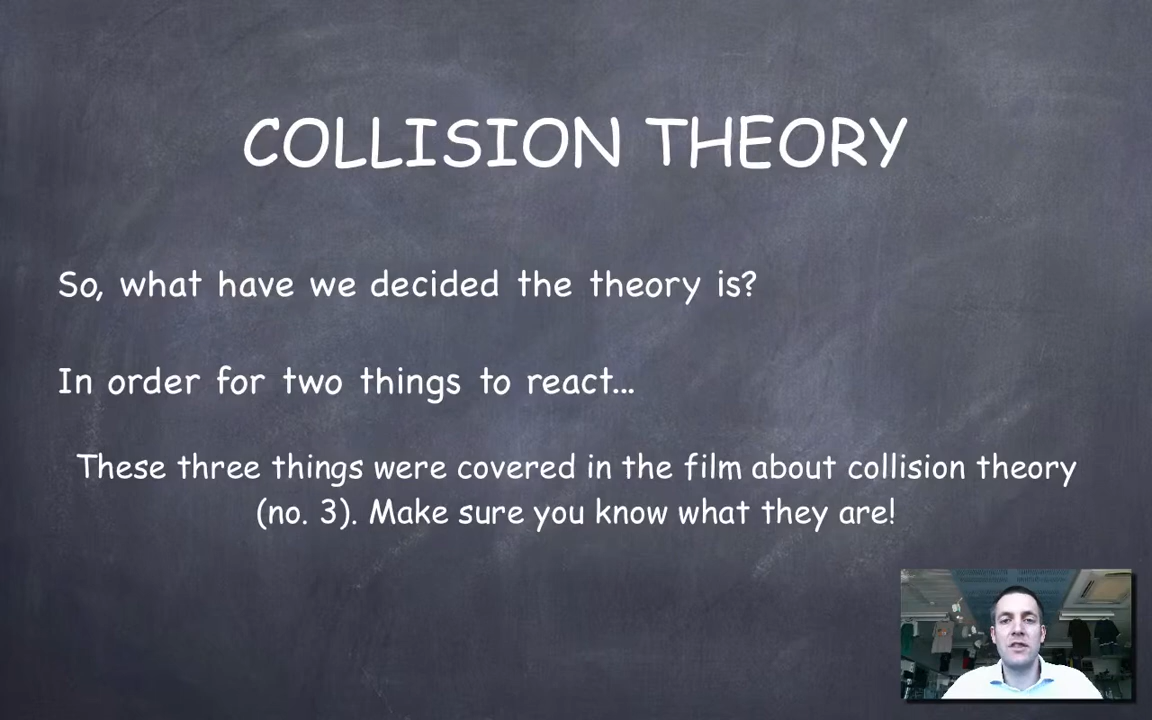 COLLISION THEORY
So, what have we decided the theory is?
In order for two things to react...
These three things were covered in the film about collision theory
(no. 3). Make sure you know what they are!